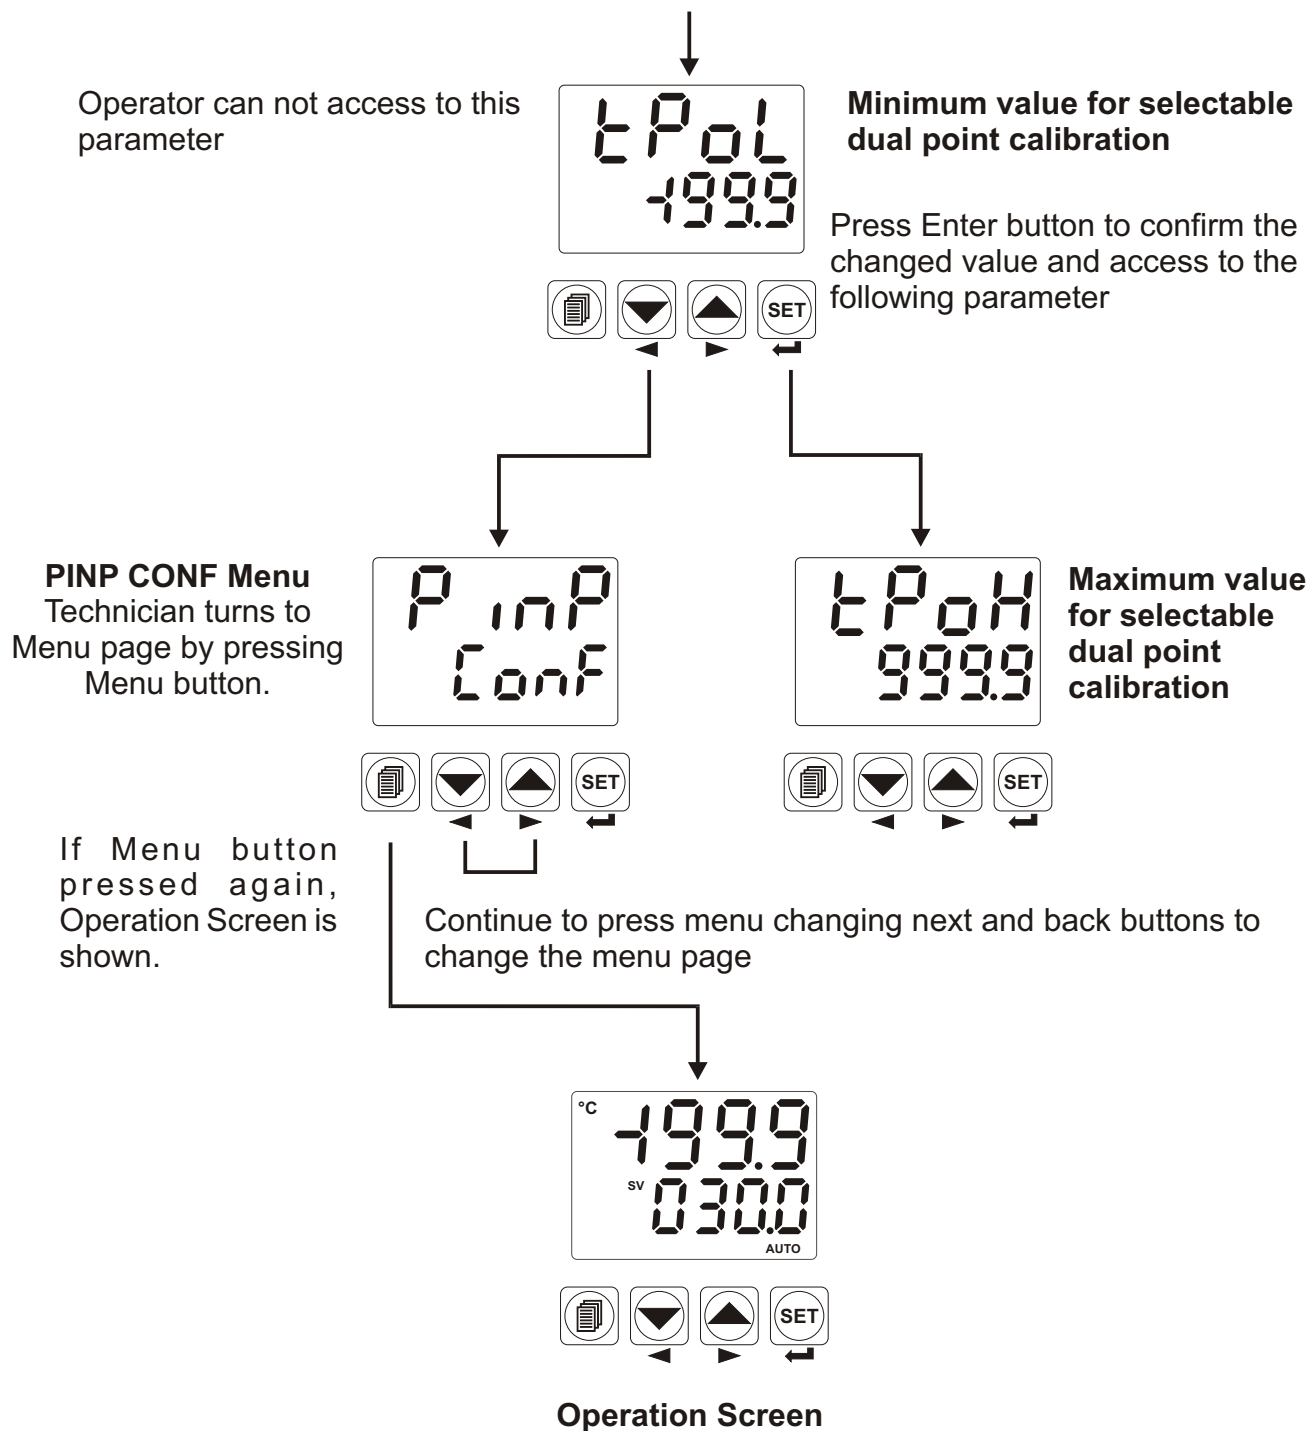 Operator can not access to this
parameter
tPoL
-199.9
Minimum value for selectable
dual point calibration
Press Enter button to confirm the
changed value and access to the
following parameter
SET
PINP CONF Menu
Technician turns to
Menu page by pressing
Menu button.
PinP
ConF
SET
tPoH
999.9
SET
Maximum value
for selectable
dual point
calibration
If Menu button
pressed again,
Operation Screen is
shown.
Continue to press menu changing next and back buttons to
change the menu page
°C -199.9
SV 030.0
AUTO
SET
Operation Screen